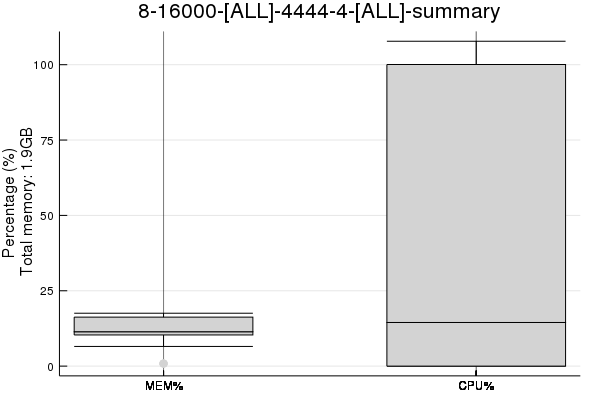 8-16000-[ALL]-4444-4-[ALL]-summary
Percentage (%)
Total memory: 1.9GB
100
75
50
25
0
MEM%
CPU%